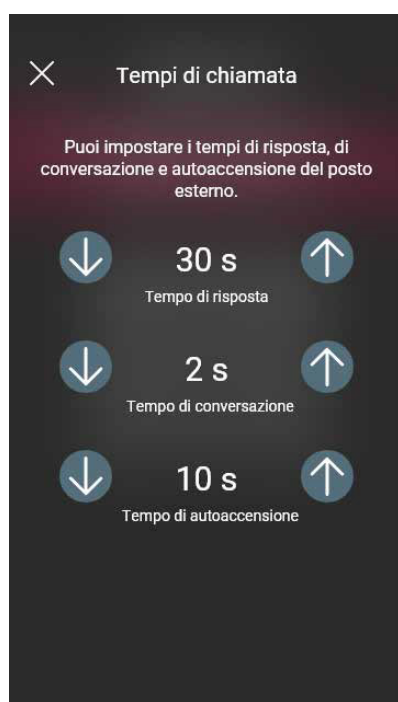 Tempi di chiamata
Puoi impostare i tempi di risposta, di
conversazione e autoaccensione del posto
esterno.
30 s
Tempo di risposta
2 s
Tempo di conversazione
10 s
Tempo di autoaccensione